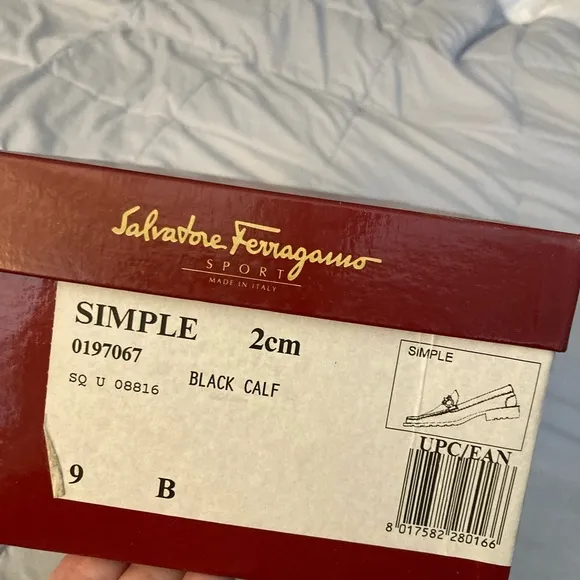 Salvatore Ferragamo
SPORT
MADE IN ITALY
SIMPLE 2cm
0197067
SQ U 08816 BLACK CALF
9 B
SIMPLE
UPC/EAN
8 017582 280166